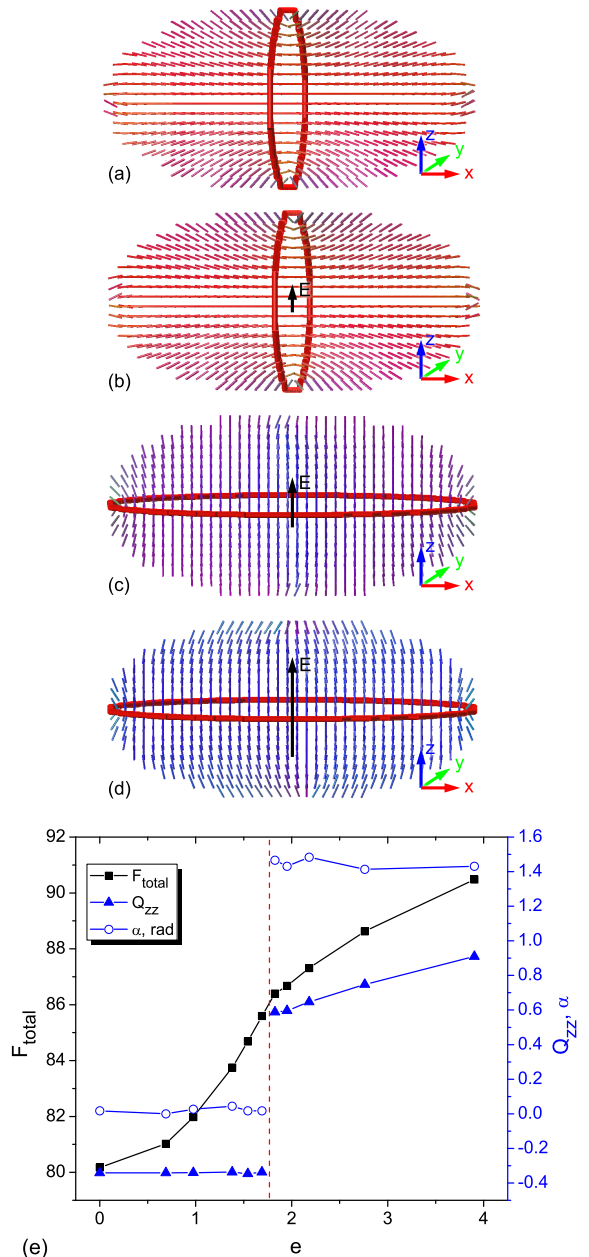 z
y
x
(a)
E
z
y
x
(b)
E
z
y
x
(c)
E
z
y
x
(d)
92
90
88
86
84
82
80
F_total
1.6
1.4
1.2
1.0
0.8
0.6
0.4
0.2
0.0
-0.2
-0.4
Q_zz, α
F_total
Q_zz
α, rad
0 1 2 3 4
e
(e)